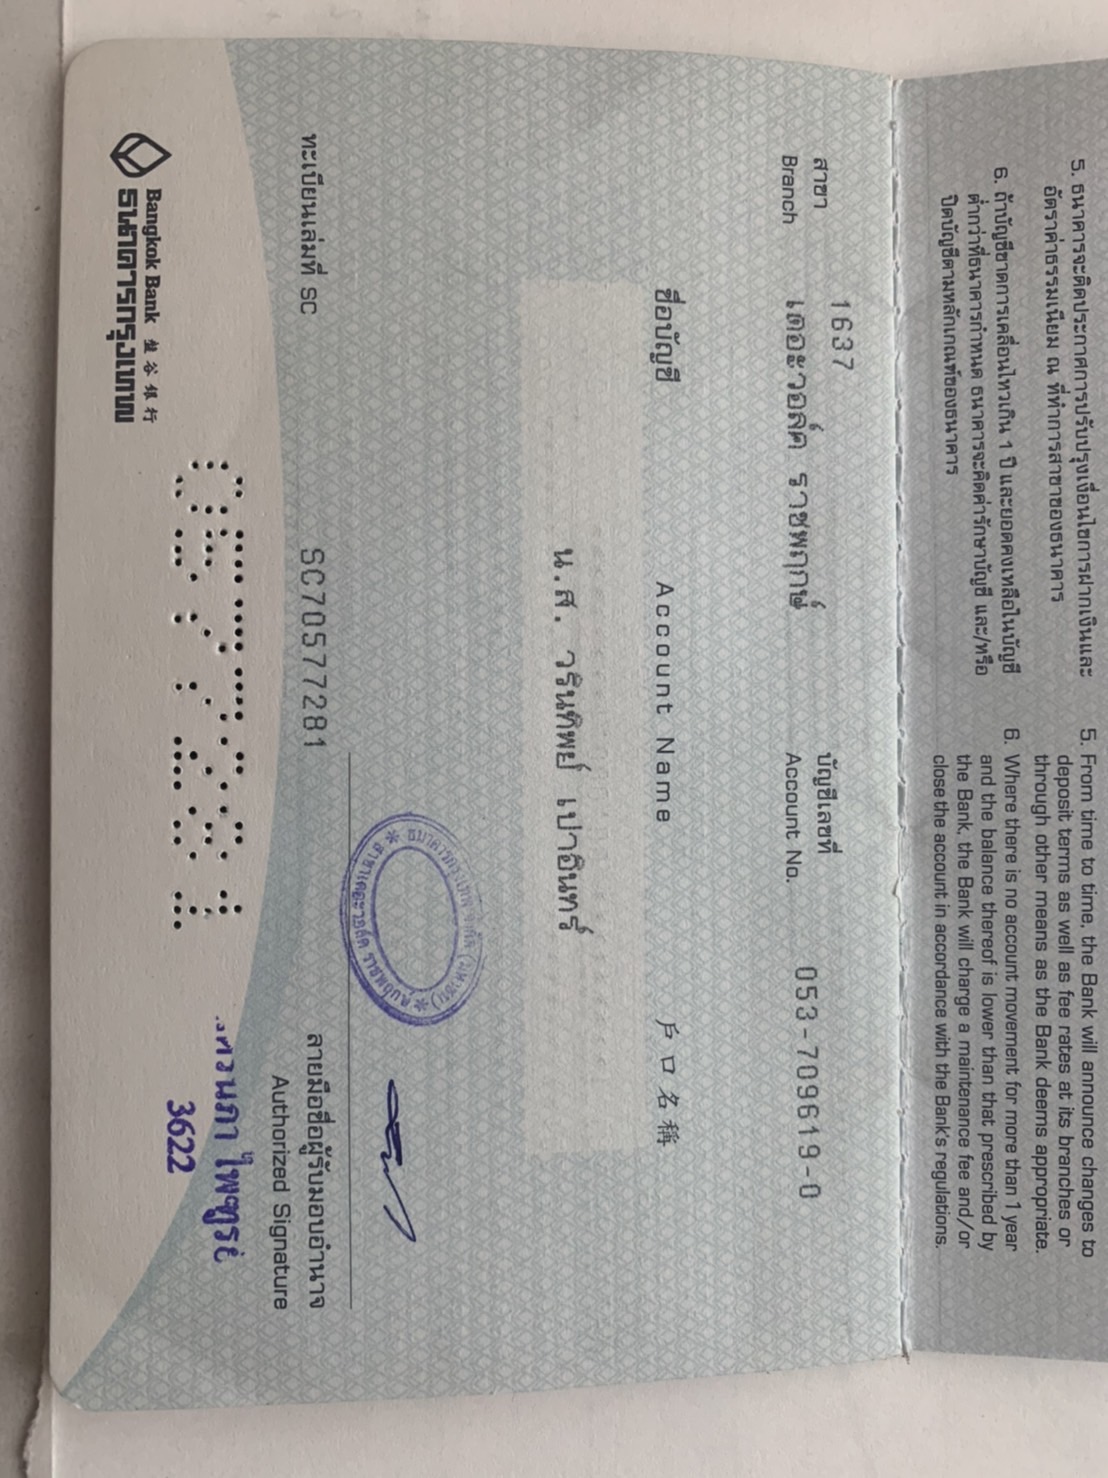 5. ธนาคารจะติดประกาศการปรับปรุงเงื่อนไขการฝากเงินและ
อัตราค่าธรรมเนียม ณ ที่ทำการสาขาของธนาคาร
6. ถ้าบัญชีขาดการเคลื่อนไหวเกิน 1 ปี และยอดคงเหลือในบัญชี
ต่ำกว่าที่ธนาคารกำหนด ธนาคารจะคิดค่ารักษาบัญชี และ/หรือ
ปิดบัญชีตามหลักเกณฑ์ของธนาคาร
5. From time to time, the Bank will announce changes to
deposit terms as well as fee rates at its branches or
through other means as the Bank deems appropriate.
6. Where there is no account movement for more than 1 year
and the balance thereof is lower than that prescribed by
the Bank, the Bank will charge a maintenance fee and/or
close the account in accordance with the Bank's regulations.
1637
สาขา
Branch
เดอะวอล์ค ราชพฤกษ์
บัญชีเลขที่
Account No.
053-709619-0
ชื่อบัญชี Account Name 戶口名稱
น.ส. วรินทิพย์ เปาอินทร์
ธนาคารกรุงเทพ จำกัด (มหาชน)
* สาขาเดอะวอล์ค ราชพฤกษ์ *
ทะเบียนเล่มที่ SC SC70577281
ลายมือชื่อผู้รับมอบอำนาจ
Authorized Signature
0577281
ไพฑูรย์
3622
Bangkok Bank 盤谷銀行
ธนาคารกรุงเทพ